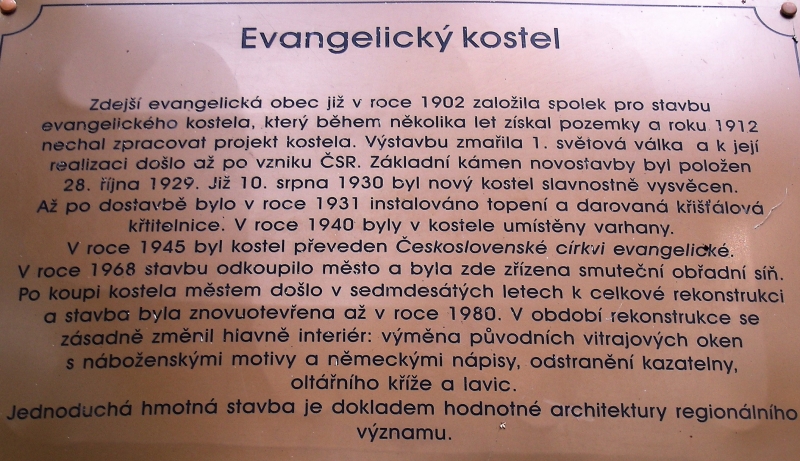 Evangelický kostel
Zdejší evangelická obec již v roce 1902 založila spolek pro stavbu
evangelického kostela, který během několika let získal pozemky a roku 1912
nechal zpracovat projekt kostela. Výstavbu zmařila 1. světová válka a k její
realizaci došlo až po vzniku ČSR. Základní kámen novostavby byl položen
28. října 1929. Již 10. srpna 1930 byl nový kostel slavnostně vysvěcen.
Až po dostavbě bylo v roce 1931 instalováno topení a darovaná křišťálová
křtitelnice. V roce 1940 byly v kostele umístěny varhany.
V roce 1945 byl kostel převeden Československé církvi evangelické.
V roce 1968 stavbu odkoupilo město a byla zde zřízena smuteční obřadní síň.
Po koupi kostela městem došlo v sedmdesátých letech k celkové rekonstrukci
a stavba byla znovuotevřena až v roce 1980. V období rekonstrukce se
zásadně změnil hlavně interiér: výměna původních vitrajových oken
s náboženskými motivy a německými nápisy, odstranění kazatelny,
oltářního kříže a lavic.
Jednoduchá hmotná stavba je dokladem hodnotné architektury regionálního
významu.